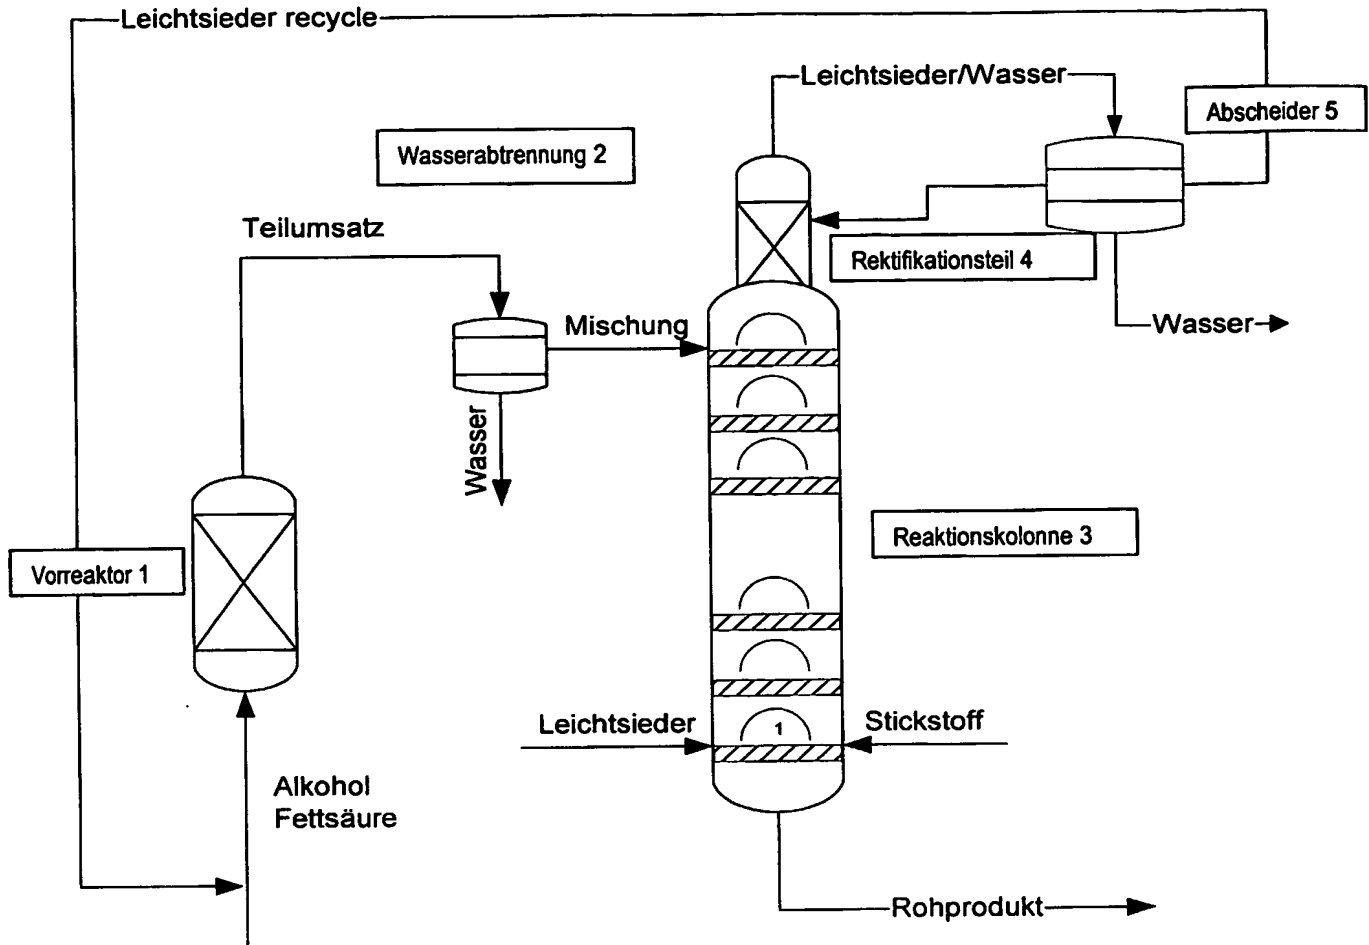 Leichtsieder recycle
Leichtsieder/Wasser
Abscheider 5
Wasserabtrennung 2
Teilumsatz
Rektifikationsteil 4
Mischung
Wasser
Wasser
Reaktionskolonne 3
Vorreaktor 1
Leichtsieder
1
Stickstoff
Alkohol
Fettsäure
Rohprodukt